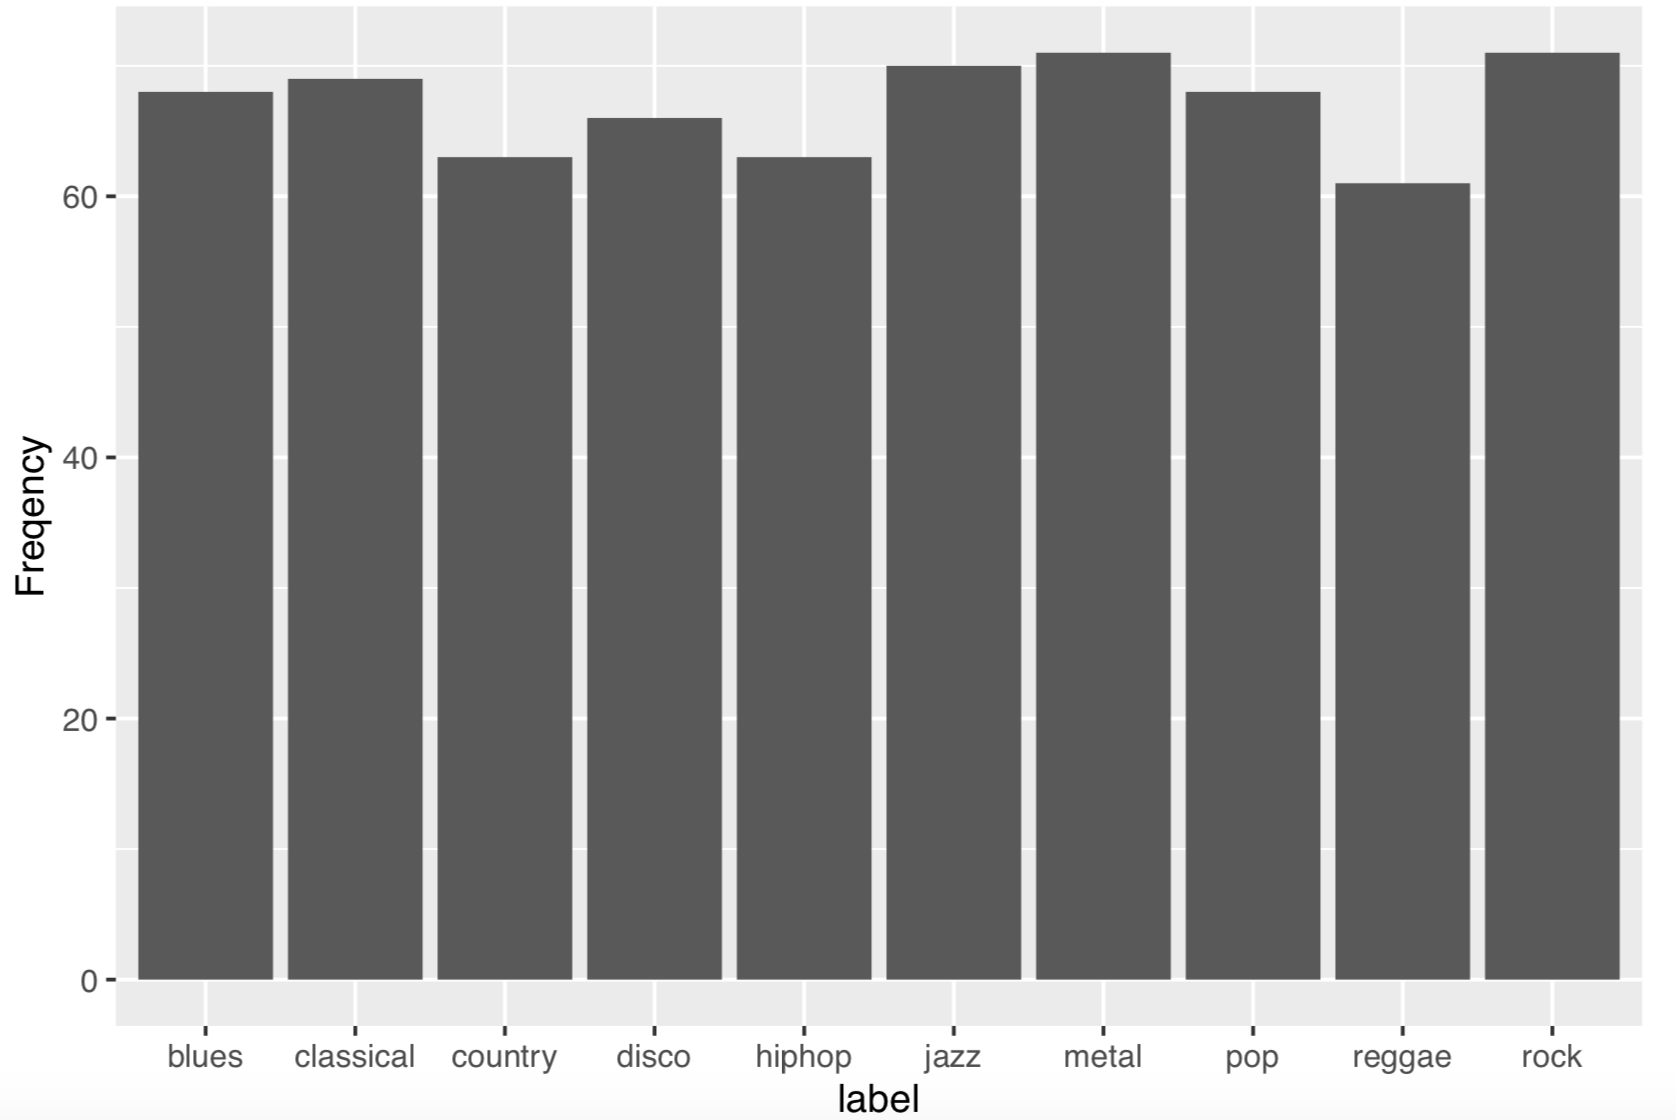 Freqency
60
40
20
0
blues classical country disco hiphop jazz metal pop reggae rock
label